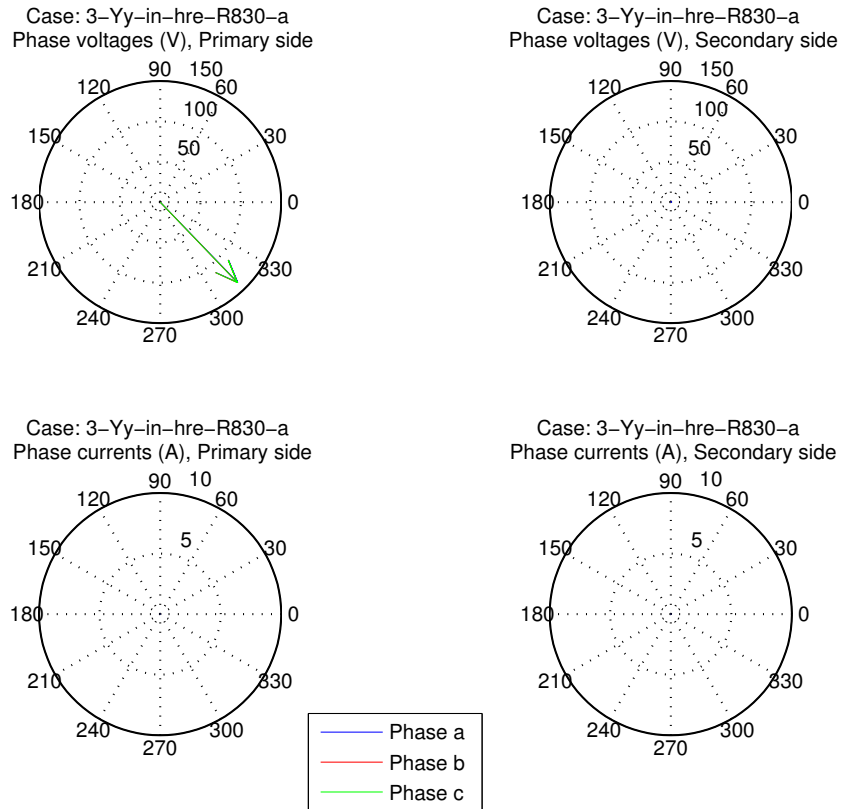 Case: 3−Yy−in−hre−R830−a
Phase voltages (V), Primary side
90 150
120 60
100
150 50 30
180 0
210 330
240 300
270
Case: 3−Yy−in−hre−R830−a
Phase voltages (V), Secondary side
90 150
120 60
100
150 50 30
180 0
210 330
240 300
270
Case: 3−Yy−in−hre−R830−a
Phase currents (A), Primary side
90 10
120 60
150 5 30
180 0
210 330
240 300
270
Case: 3−Yy−in−hre−R830−a
Phase currents (A), Secondary side
90 10
120 60
150 5 30
180 0
210 330
240 300
270
Phase a
Phase b
Phase c